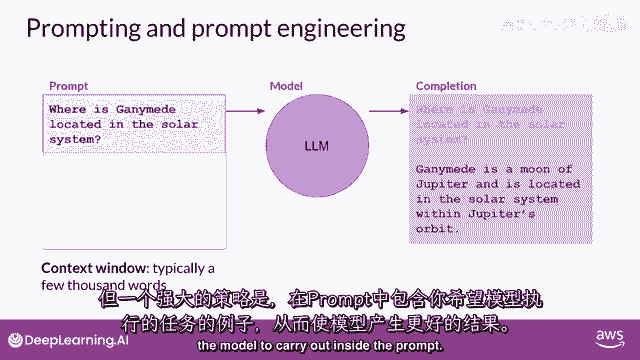 Prompting and prompt engineering
Prompt
Model
Completion
Where is Ganymede
located in the solar
system?
LLM
Where is Ganymede
located in the solar
system?
Ganymede is a moon of
Jupiter and is located
in the solar system
within Jupiter's
orbit.
Context window: typically a
few thousand words
但一个强大的策略是，在Prompt中包含你希望模型执
行的任务的例子，从而使模型产生更好的结果。
the model to carry out inside the prompt.
DeepLearning.AI
aws